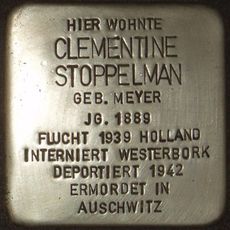 HIER WOHNTE
CLEMENTINE
STOPPELMAN
GEB. MEYER
JG. 1889
FLUCHT 1939 HOLLAND
INTERNIERT WESTERBORK
DEPORTIERT 1942
ERMORDET IN
AUSCHWITZ